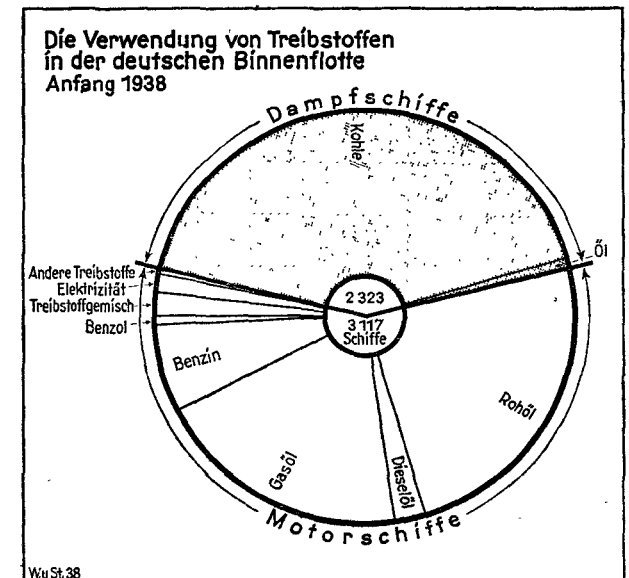 Die Verwendung von Treibstoffen
in der deutschen Binnenflotte
Anfang 1938
Dampfschiffe
Kohle
Öl
Andere Treibstoffe
Elektrizität
Treibstoffgemisch
Benzol
2 323
3 117
Schiffe
Benzin
Rohöl
Gasöl
Dieselöl
Motorschiffe
W.u.St.38